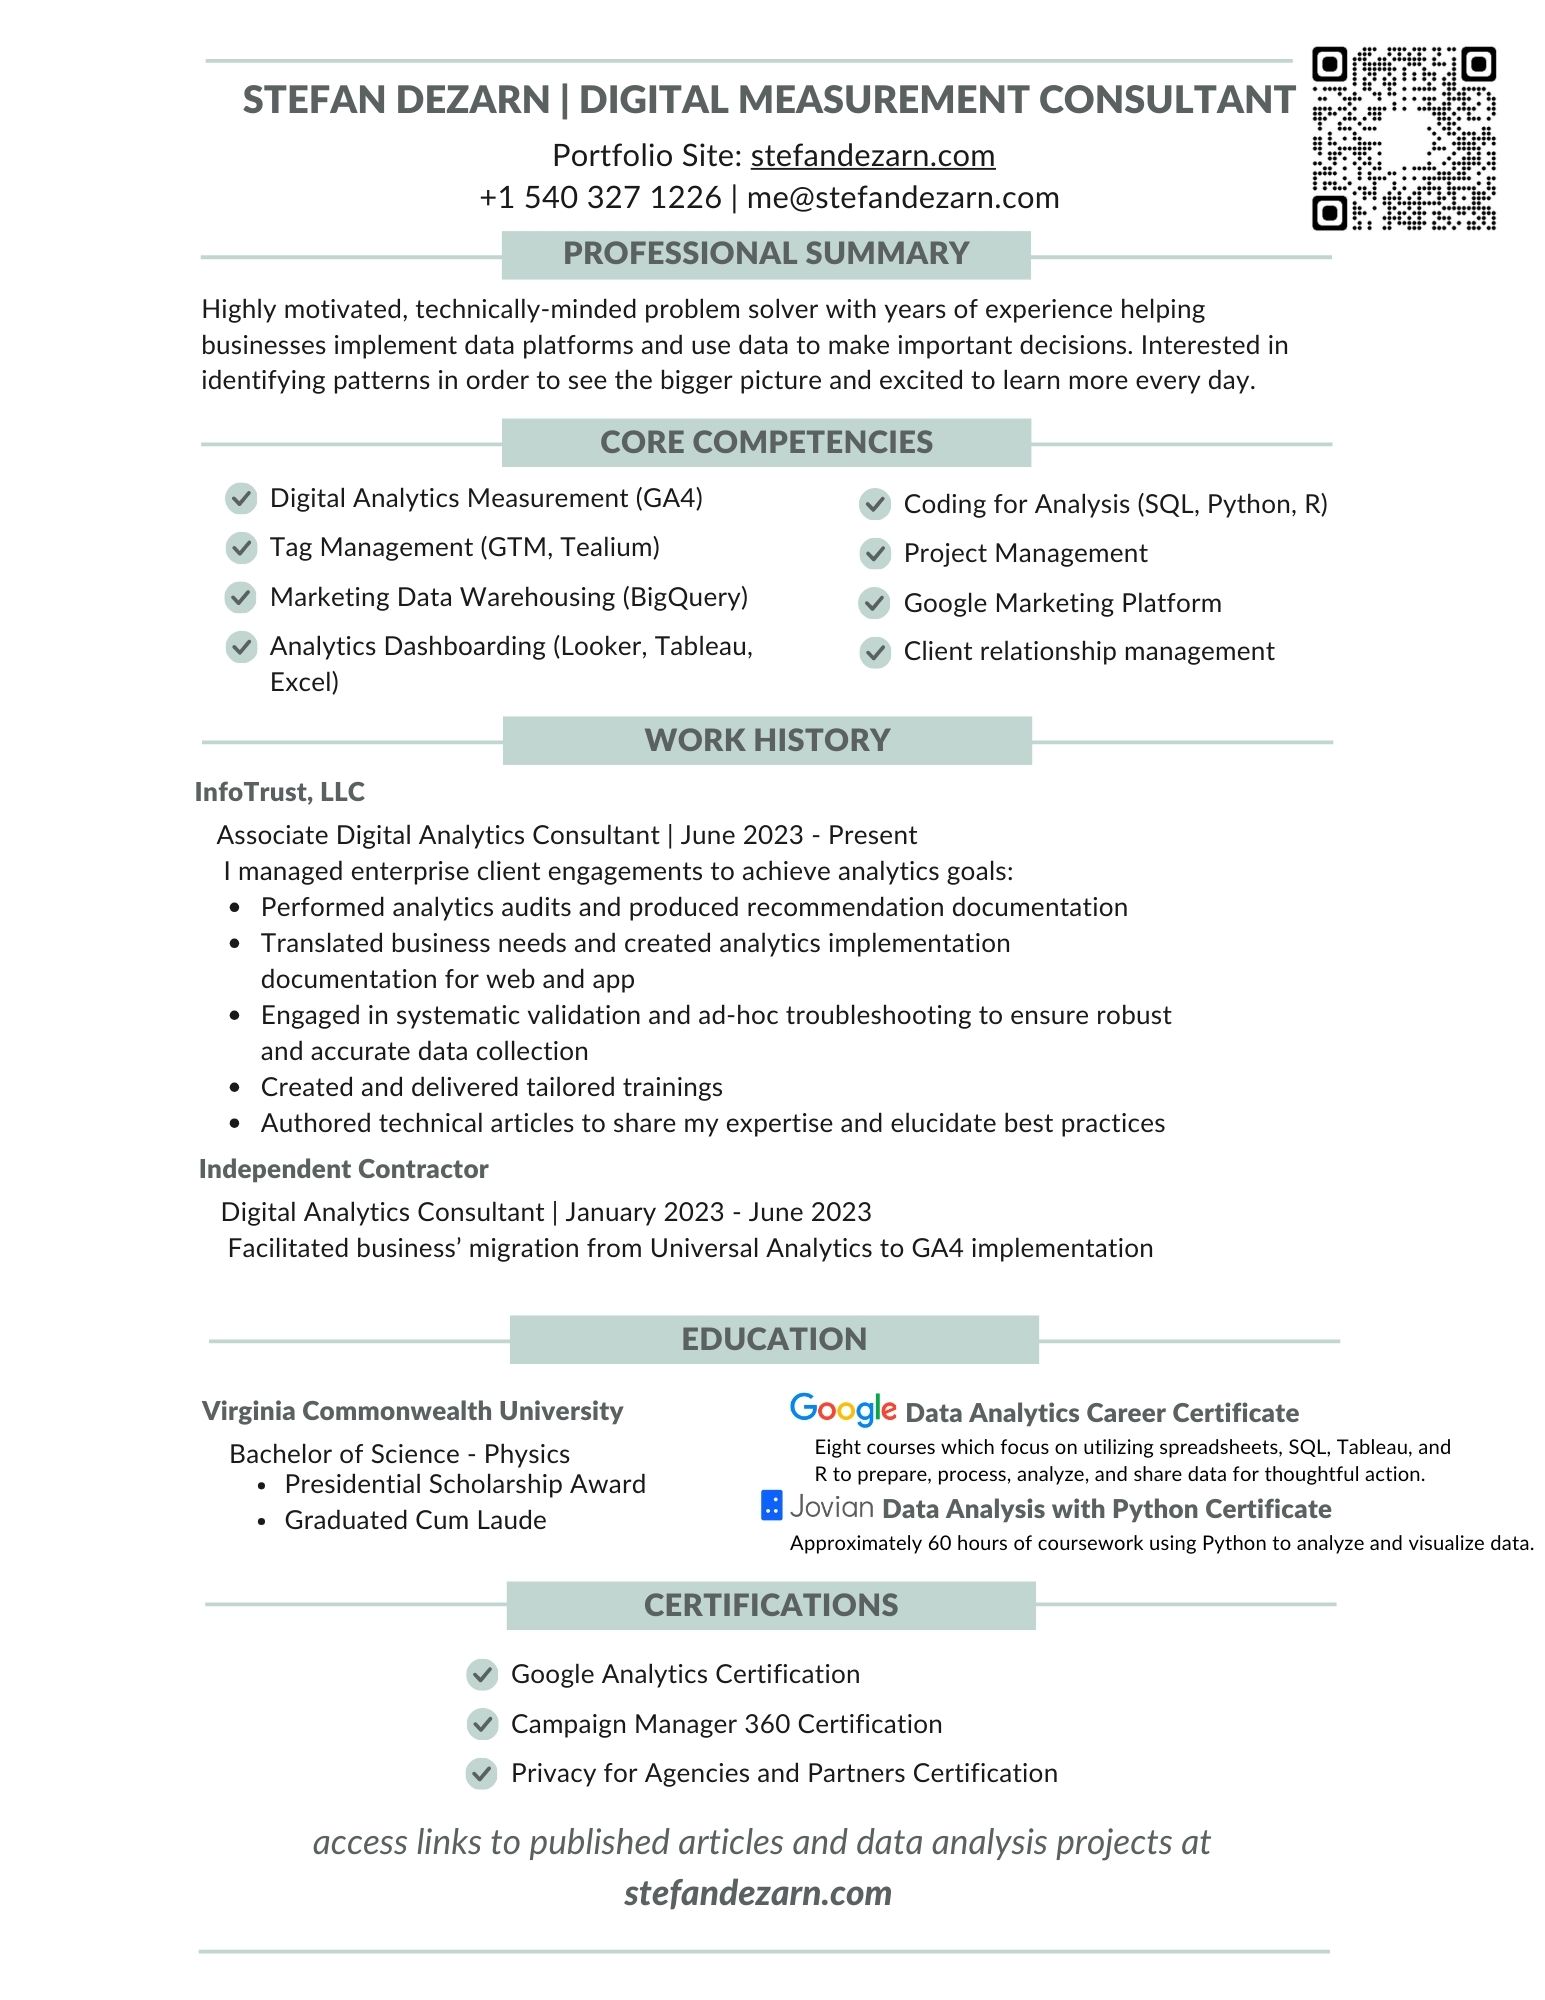 STEFAN DEZARN | DIGITAL MEASUREMENT CONSULTANT
Portfolio Site: stefandezarn.com
+1 540 327 1226 | me@stefandezarn.com
PROFESSIONAL SUMMARY
Highly motivated, technically-minded problem solver with years of experience helping
businesses implement data platforms and use data to make important decisions. Interested in
identifying patterns in order to see the bigger picture and excited to learn more every day.
CORE COMPETENCIES
Digital Analytics Measurement (GA4)
Tag Management (GTM, Tealium)
Marketing Data Warehousing (BigQuery)
Analytics Dashboarding (Looker, Tableau,
Excel)
Coding for Analysis (SQL, Python, R)
Project Management
Google Marketing Platform
Client relationship management
WORK HISTORY
InfoTrust, LLC
Associate Digital Analytics Consultant | June 2023 - Present
I managed enterprise client engagements to achieve analytics goals:
• Performed analytics audits and produced recommendation documentation
• Translated business needs and created analytics implementation
documentation for web and app
• Engaged in systematic validation and ad-hoc troubleshooting to ensure robust
and accurate data collection
• Created and delivered tailored trainings
• Authored technical articles to share my expertise and elucidate best practices
Independent Contractor
Digital Analytics Consultant | January 2023 - June 2023
Facilitated business’ migration from Universal Analytics to GA4 implementation
EDUCATION
Virginia Commonwealth University
Bachelor of Science - Physics
• Presidential Scholarship Award
• Graduated Cum Laude
Google Data Analytics Career Certificate
Eight courses which focus on utilizing spreadsheets, SQL, Tableau, and
R to prepare, process, analyze, and share data for thoughtful action.
Jovian Data Analysis with Python Certificate
Approximately 60 hours of coursework using Python to analyze and visualize data.
CERTIFICATIONS
Google Analytics Certification
Campaign Manager 360 Certification
Privacy for Agencies and Partners Certification
access links to published articles and data analysis projects at
stefandezarn.com